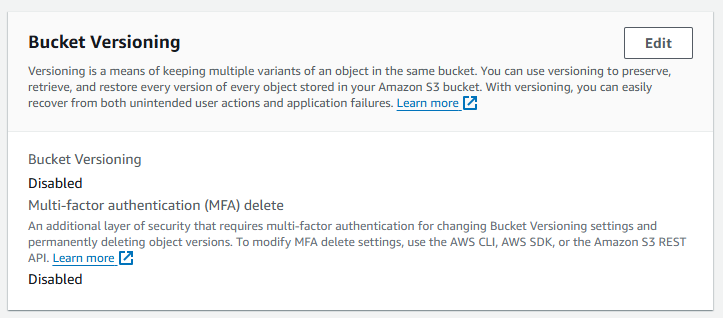 Bucket Versioning
Edit
Versioning is a means of keeping multiple variants of an object in the same bucket. You can use versioning to preserve,
retrieve, and restore every version of every object stored in your Amazon S3 bucket. With versioning, you can easily
recover from both unintended user actions and application failures. Learn more
Bucket Versioning
Disabled
Multi-factor authentication (MFA) delete
An additional layer of security that requires multi-factor authentication for changing Bucket Versioning settings and
permanently deleting object versions. To modify MFA delete settings, use the AWS CLI, AWS SDK, or the Amazon S3 REST
API. Learn more
Disabled